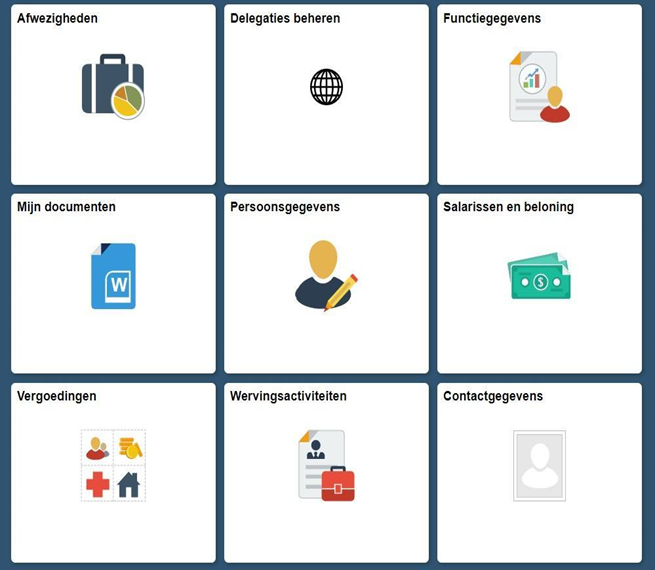 Afwezigheden
Delegaties beheren
Functiegegevens
Mijn documenten
Persoonsgegevens
Salarissen en beloning
W
$
Vergoedingen
Wervingsactiviteiten
Contactgegevens